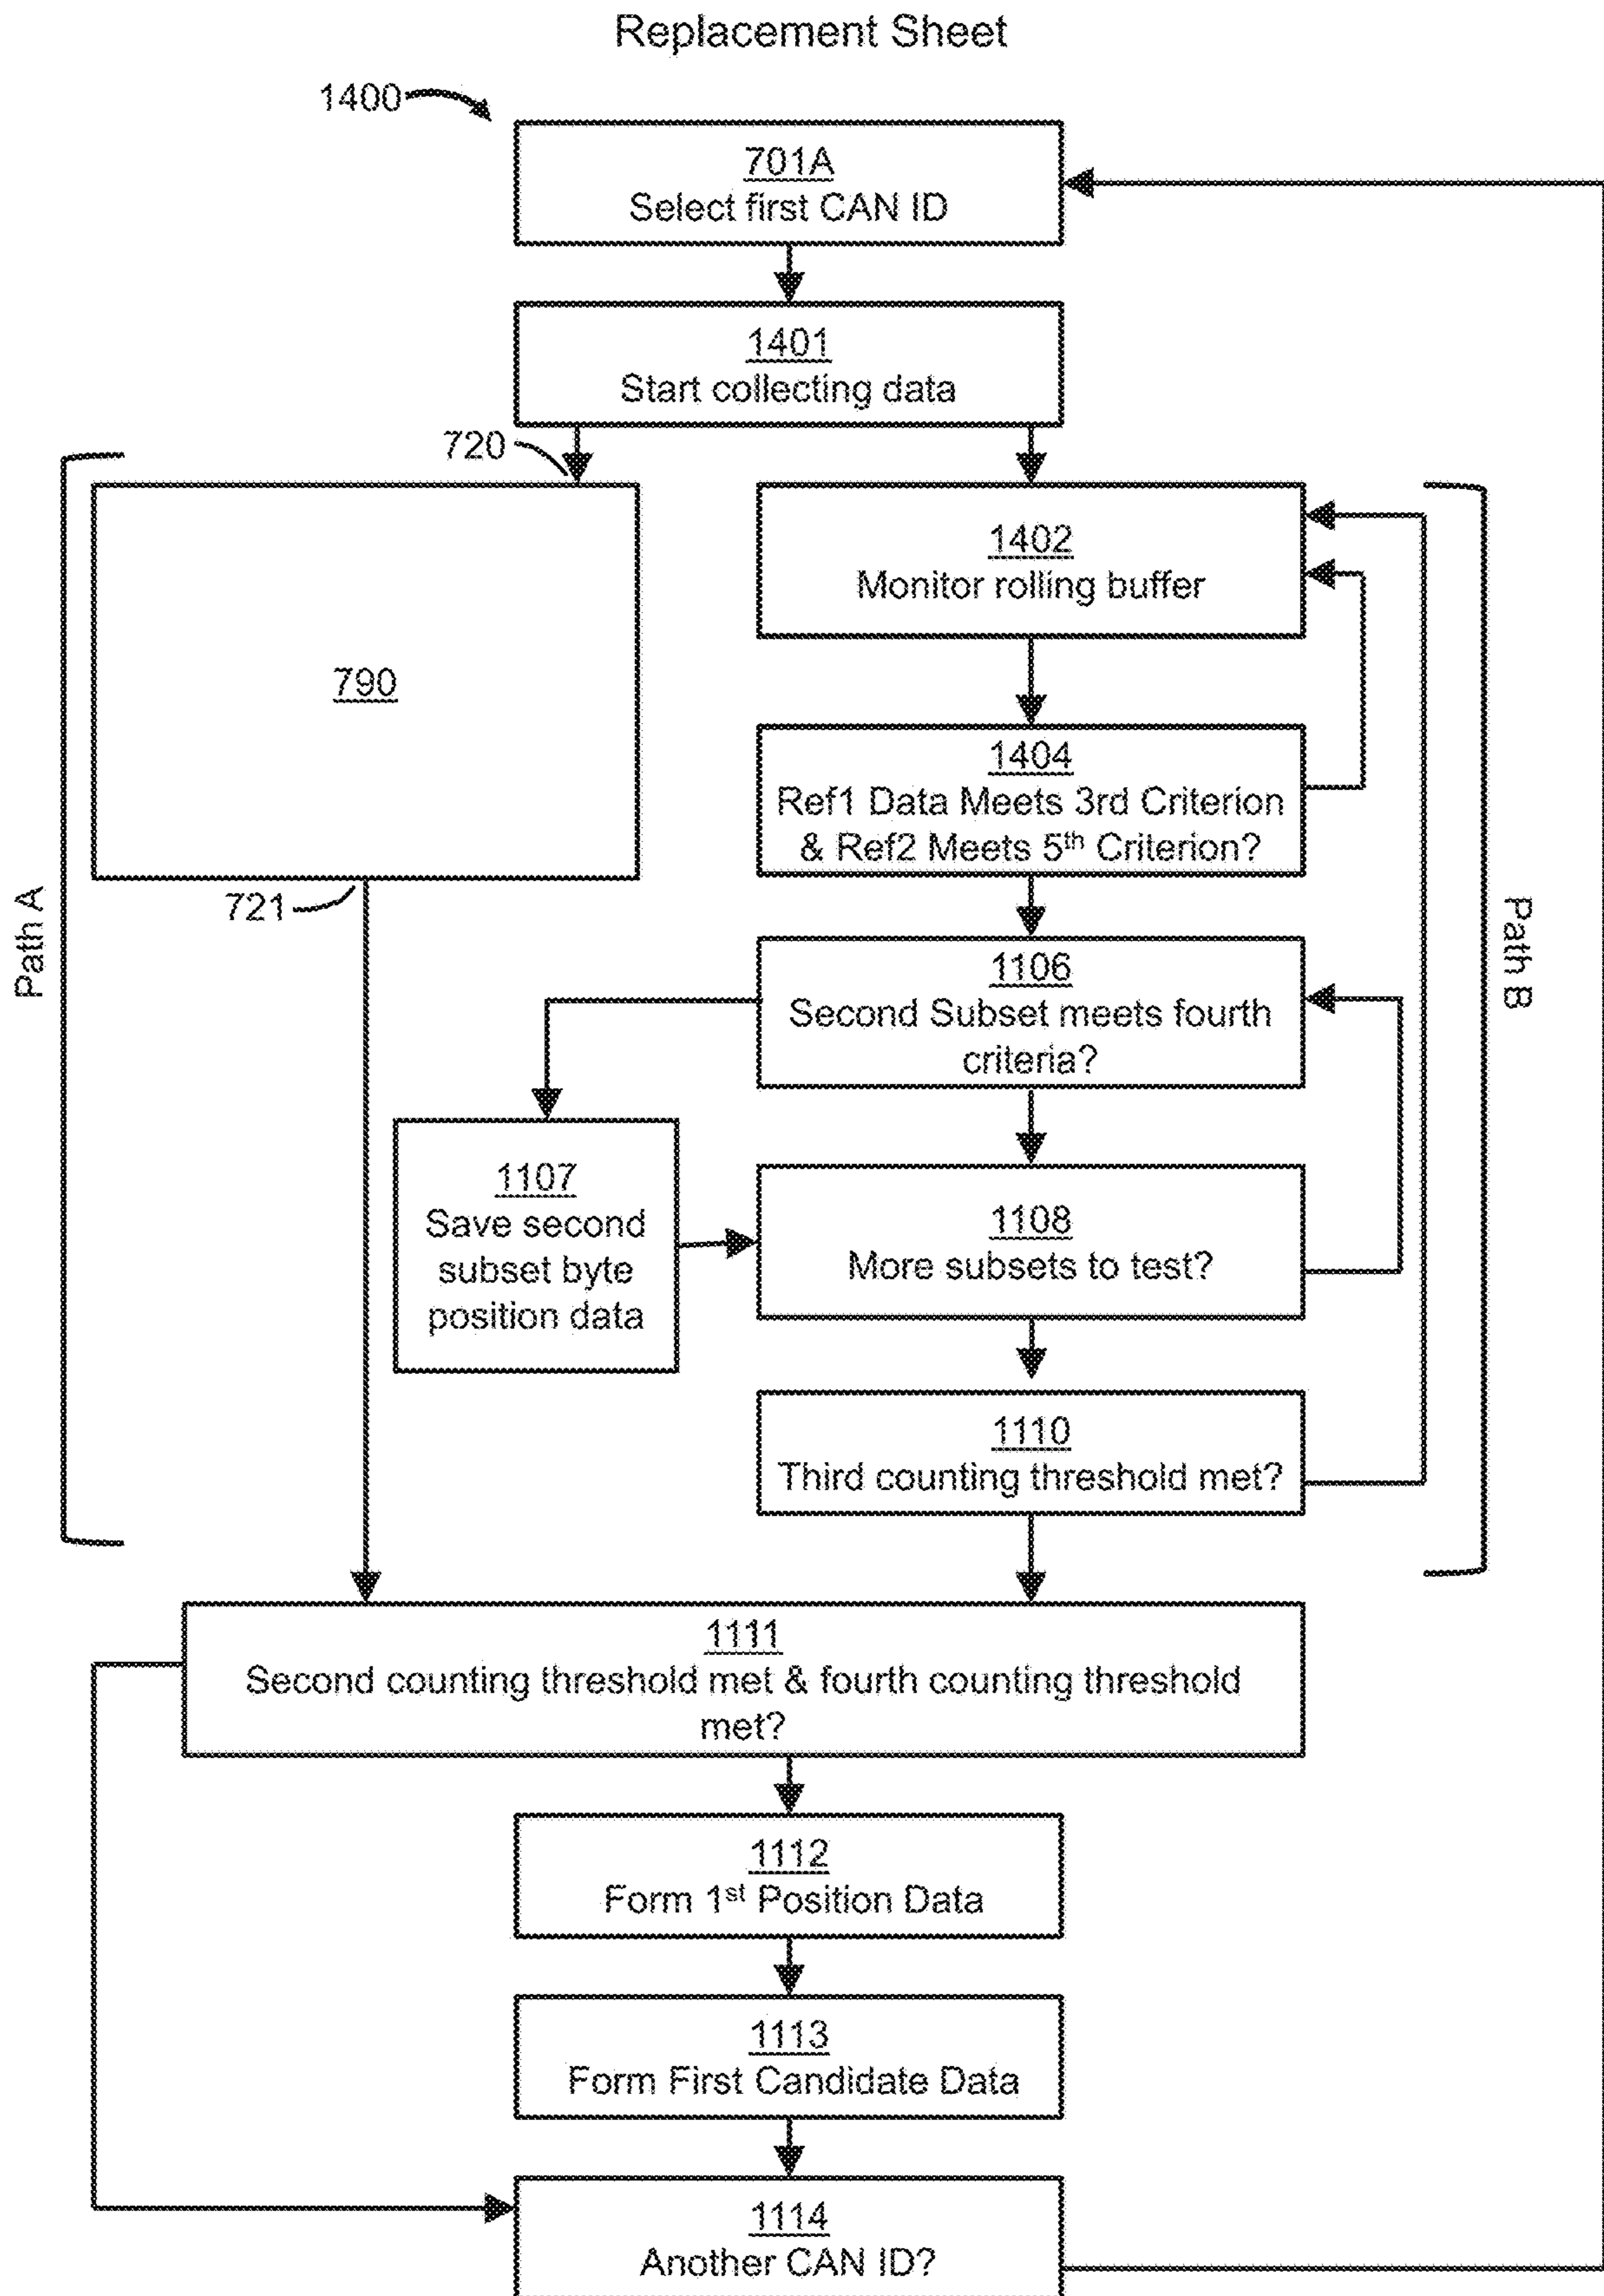 Replacement Sheet
1400
701A
Select first CAN ID
1401
Start collecting data
720
790
721
Path A
1402
Monitor rolling buffer
1404
Ref1 Data Meets 3rd Criterion
& Ref2 Meets 5th Criterion?
Path B
1106
Second Subset meets fourth
criteria?
1107
Save second
subset byte
position data
1108
More subsets to test?
1110
Third counting threshold met?
1111
Second counting threshold met & fourth counting threshold
met?
1112
Form 1st Position Data
1113
Form First Candidate Data
1114
Another CAN ID?